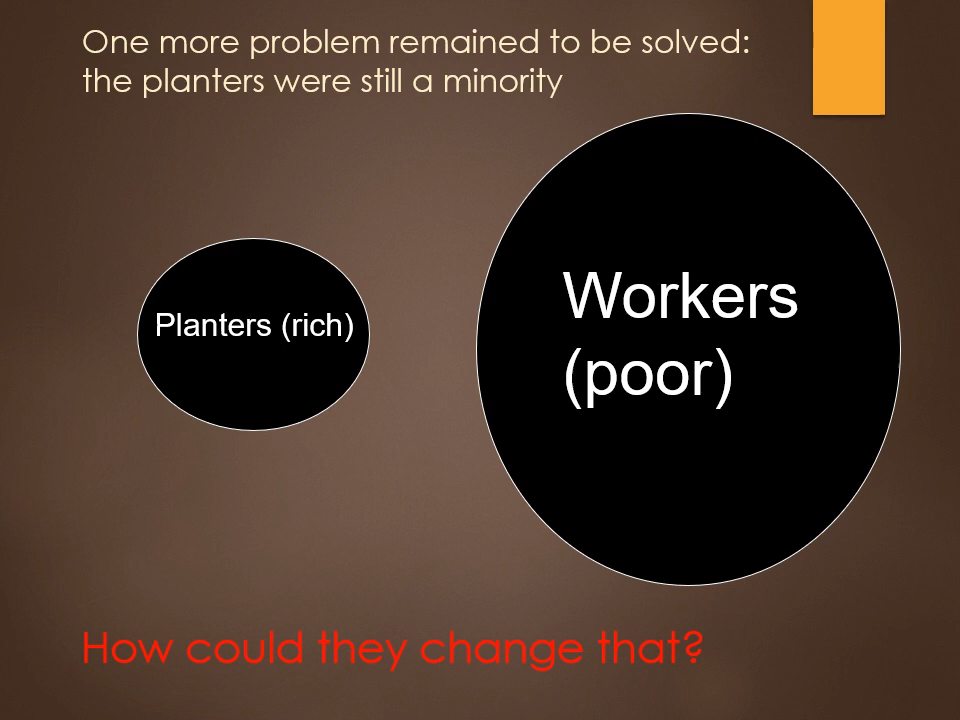 One more problem remained to be solved:
the planters were still a minority
Planters (rich)
Workers
(poor)
How could they change that?